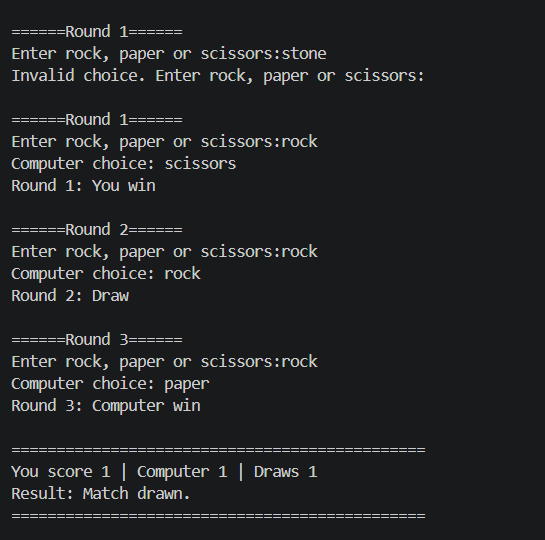 ======Round 1======
Enter rock, paper or scissors:stone
Invalid choice. Enter rock, paper or scissors:
======Round 1======
Enter rock, paper or scissors:rock
Computer choice: scissors
Round 1: You win
======Round 2======
Enter rock, paper or scissors:rock
Computer choice: rock
Round 2: Draw
======Round 3======
Enter rock, paper or scissors:rock
Computer choice: paper
Round 3: Computer win
==============================================
You score 1 | Computer 1 | Draws 1
Result: Match drawn.
==============================================